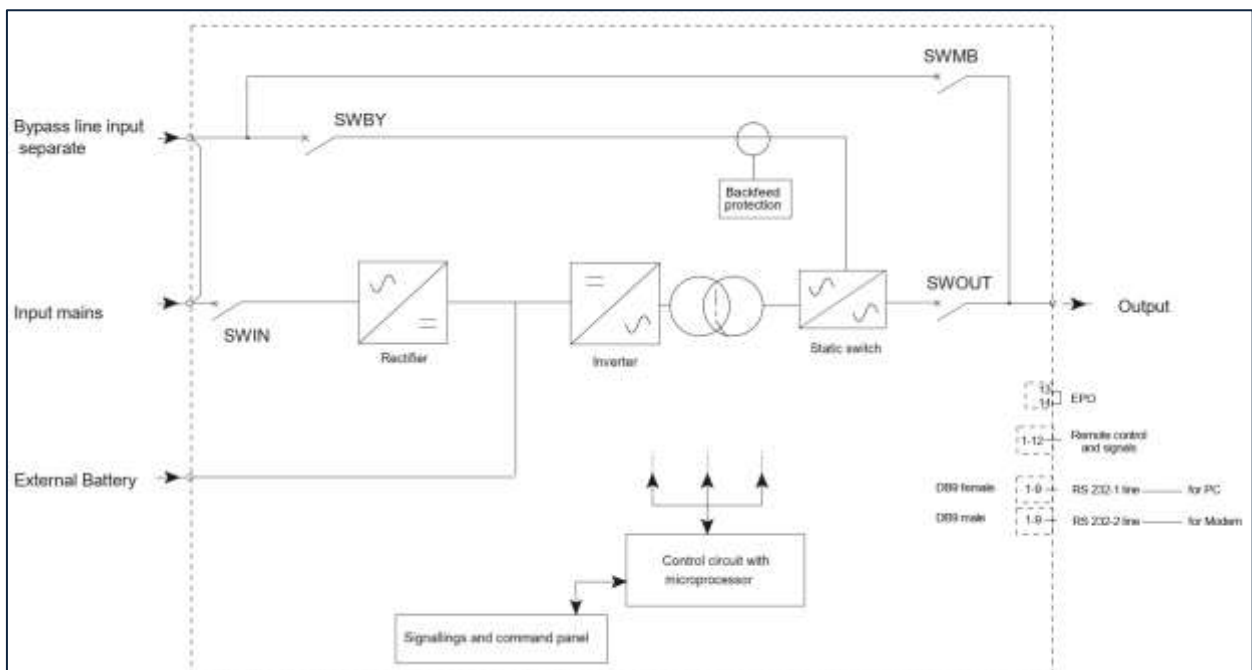 SWMB
Bypass line input
separate
SWBY
Backfeed
protection
Input mains
SWIN
Rectifier
Inverter
Static switch
SWOUT
Output
13
14
EPO
1-12
Remote control
and signals
External Battery
DB9 female
1-9
RS 232-1 line
for PC
DB9 male
1-9
RS 232-2 line
for Modem
Control circuit with
microprocessor
Signallings and command panel